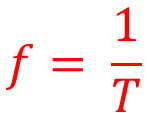 f = 1/T